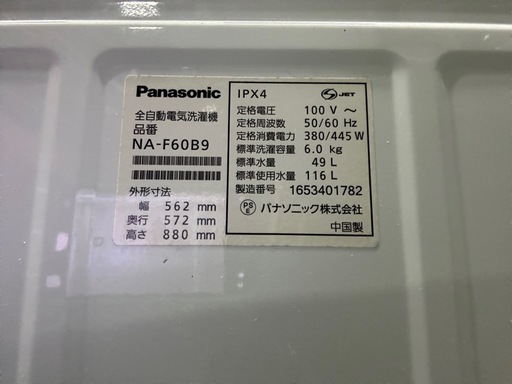 Panasonic
全自動電気洗濯機
品番
NA-F60B9
外形寸法
幅 562 mm
奥行 572 mm
高さ 880 mm
IPX4
JET
定格電圧 100 V ～
定格周波数 50/60 Hz
定格消費電力 380/445 W
標準洗濯容量 6.0 kg
標準水量 49 L
標準使用水量 116 L
製造番号 1653401782
PS E パナソニック株式会社
中国製